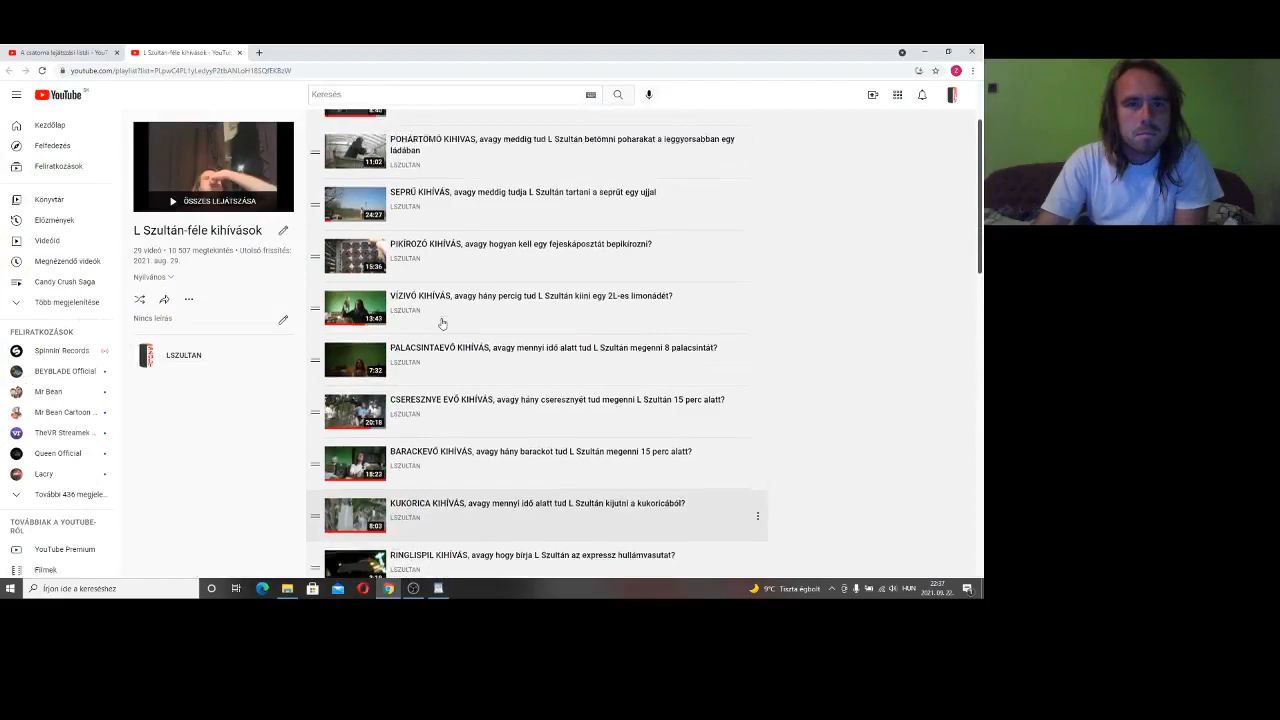 A csatorna lejátszási listái - YouT
L Szultán-féle kihívások - YouTu
youtube.com/playlist?list=PLpwC4PL1yLedyyP2tbANLoH18SQfEKBzW
YouTube
Keresés
Kezdőlap
Felfedezés
Feliratkozások
Könyvtár
Előzmények
Videóid
Megnézendő videók
Candy Crush Saga
Több megjelenítése
FELIRATKOZÁSOK
Spinnin' Records
BEYBLADE Official
Mr Bean
Mr Bean Cartoon ...
TheVR Streamek ...
Queen Official
Lacry
További 436 megjele...
TOVÁBBIAK A YOUTUBE-
RÓL
YouTube Premium
Filmek
ÖSSZES LEJÁTSZÁSA
L Szultán-féle kihívások
29 videó • 10 507 megtekintés • Utolsó frissítés:
2021. aug. 29.
Nyilvános
Nincs leírás
LSZULTAN
POHÁRTÖMŐ KIHÍVÁS, avagy meddig tud L Szultán betömni poharakat a leggyorsabban egy
ládában
LSZULTAN
11:02
SEPRŰ KIHÍVÁS, avagy meddig tudja L Szultán tartani a seprűt egy ujjal
LSZULTAN
24:27
PIKÍROZÓ KIHÍVÁS, avagy hogyan kell egy fejeskáposztát bepikírozni?
LSZULTAN
15:36
VÍZIVÓ KIHÍVÁS, avagy hány percig tud L Szultán kiini egy 2L-es limonádét?
LSZULTAN
13:43
PALACSINTAEVŐ KIHÍVÁS, avagy mennyi idő alatt tud L Szultán megenni 8 palacsintát?
LSZULTAN
7:32
CSERESZNYE EVŐ KIHÍVÁS, avagy hány cseresznyét tud megenni L Szultán 15 perc alatt?
LSZULTAN
20:18
BARACKEVŐ KIHÍVÁS, avagy hány barackot tud L Szultán megenni 15 perc alatt?
LSZULTAN
18:23
KUKORICA KIHÍVÁS, avagy mennyi idő alatt tud L Szultán kijutni a kukoricából?
LSZULTAN
8:03
RINGLISPIL KIHÍVÁS, avagy hogy bírja L Szultán az expressz hullámvasutat?
Írjon ide a kereséshez
9°C Tiszta égbolt
HUN
22:37
2021. 09. 22.